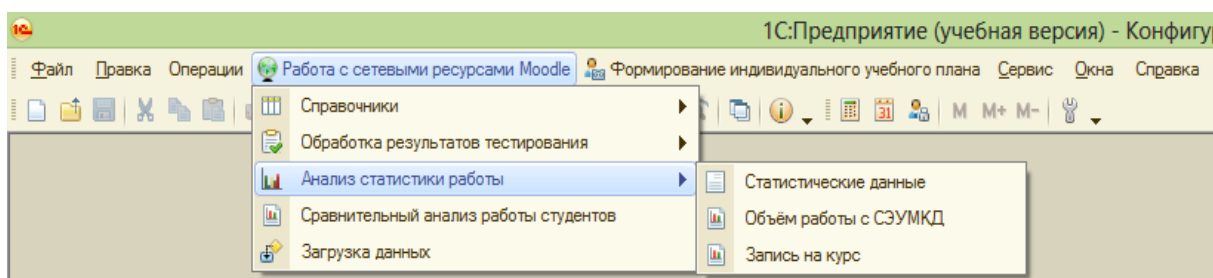 1С:Предприятие (учебная версия) - Конфигу
Файл Правка Операции Работа с сетевыми ресурсами Moodle Формирование индивидуального учебного плана Сервис Окна Справка
M M+ M-
Справочники
Обработка результатов тестирования
Анализ статистики работы
Статистические данные
Сравнительный анализ работы студентов
Объём работы с СЭУМКД
Загрузка данных
Запись на курс